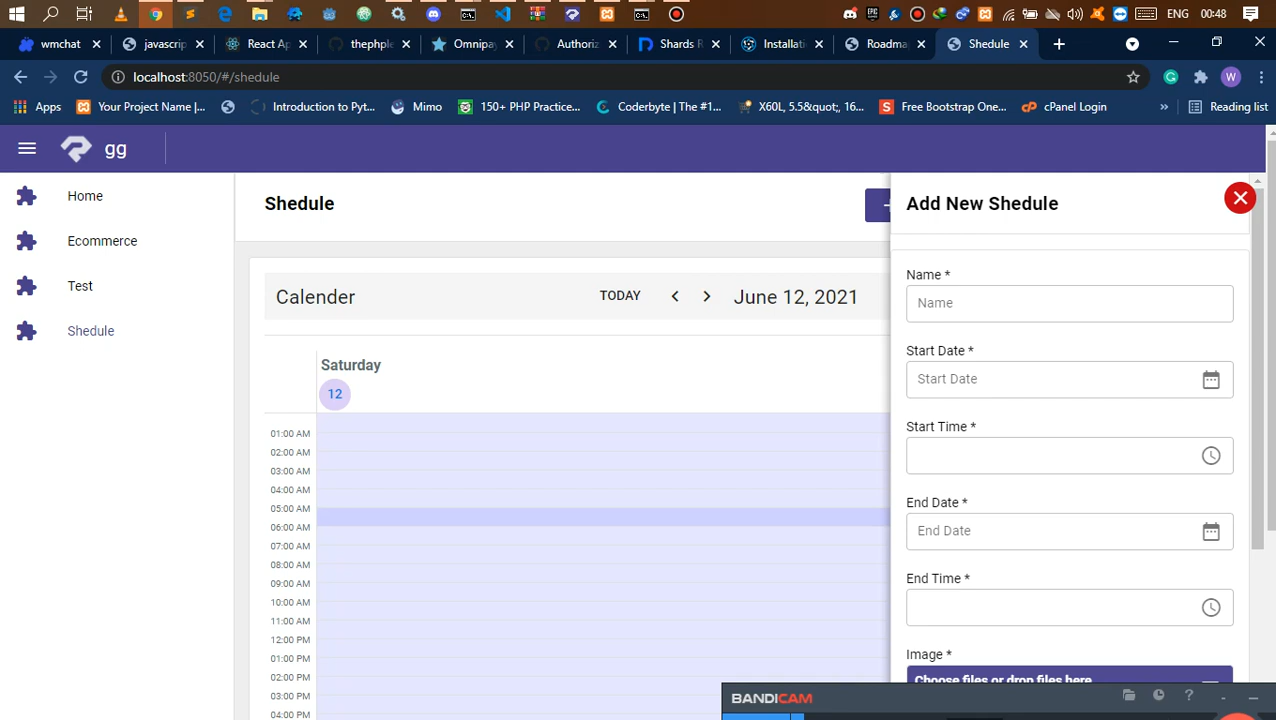 ENG 00:48
wmchat
javascrip
React Ap
thephple
Omnipay
Authoriz
Shards R
Installati
Roadma
Shedule
localhost:8050/#/shedule
Apps
Your Project Name |...
Introduction to Pyt...
Mimo
150+ PHP Practice...
Coderbyte | The #1...
X60L, 5.5&quot;, 16...
Free Bootstrap One...
cPanel Login
»
Reading list
gg
Home
Ecommerce
Test
Shedule
Shedule
Calender
TODAY
June 12, 2021
Saturday
12
01:00 AM
02:00 AM
03:00 AM
04:00 AM
05:00 AM
06:00 AM
07:00 AM
08:00 AM
09:00 AM
10:00 AM
11:00 AM
12:00 PM
01:00 PM
02:00 PM
03:00 PM
04:00 PM
Add New Shedule
Name *
Name
Start Date *
Start Date
Start Time *
End Date *
End Date
End Time *
Image *
Choose files or drop files here
BANDICAM